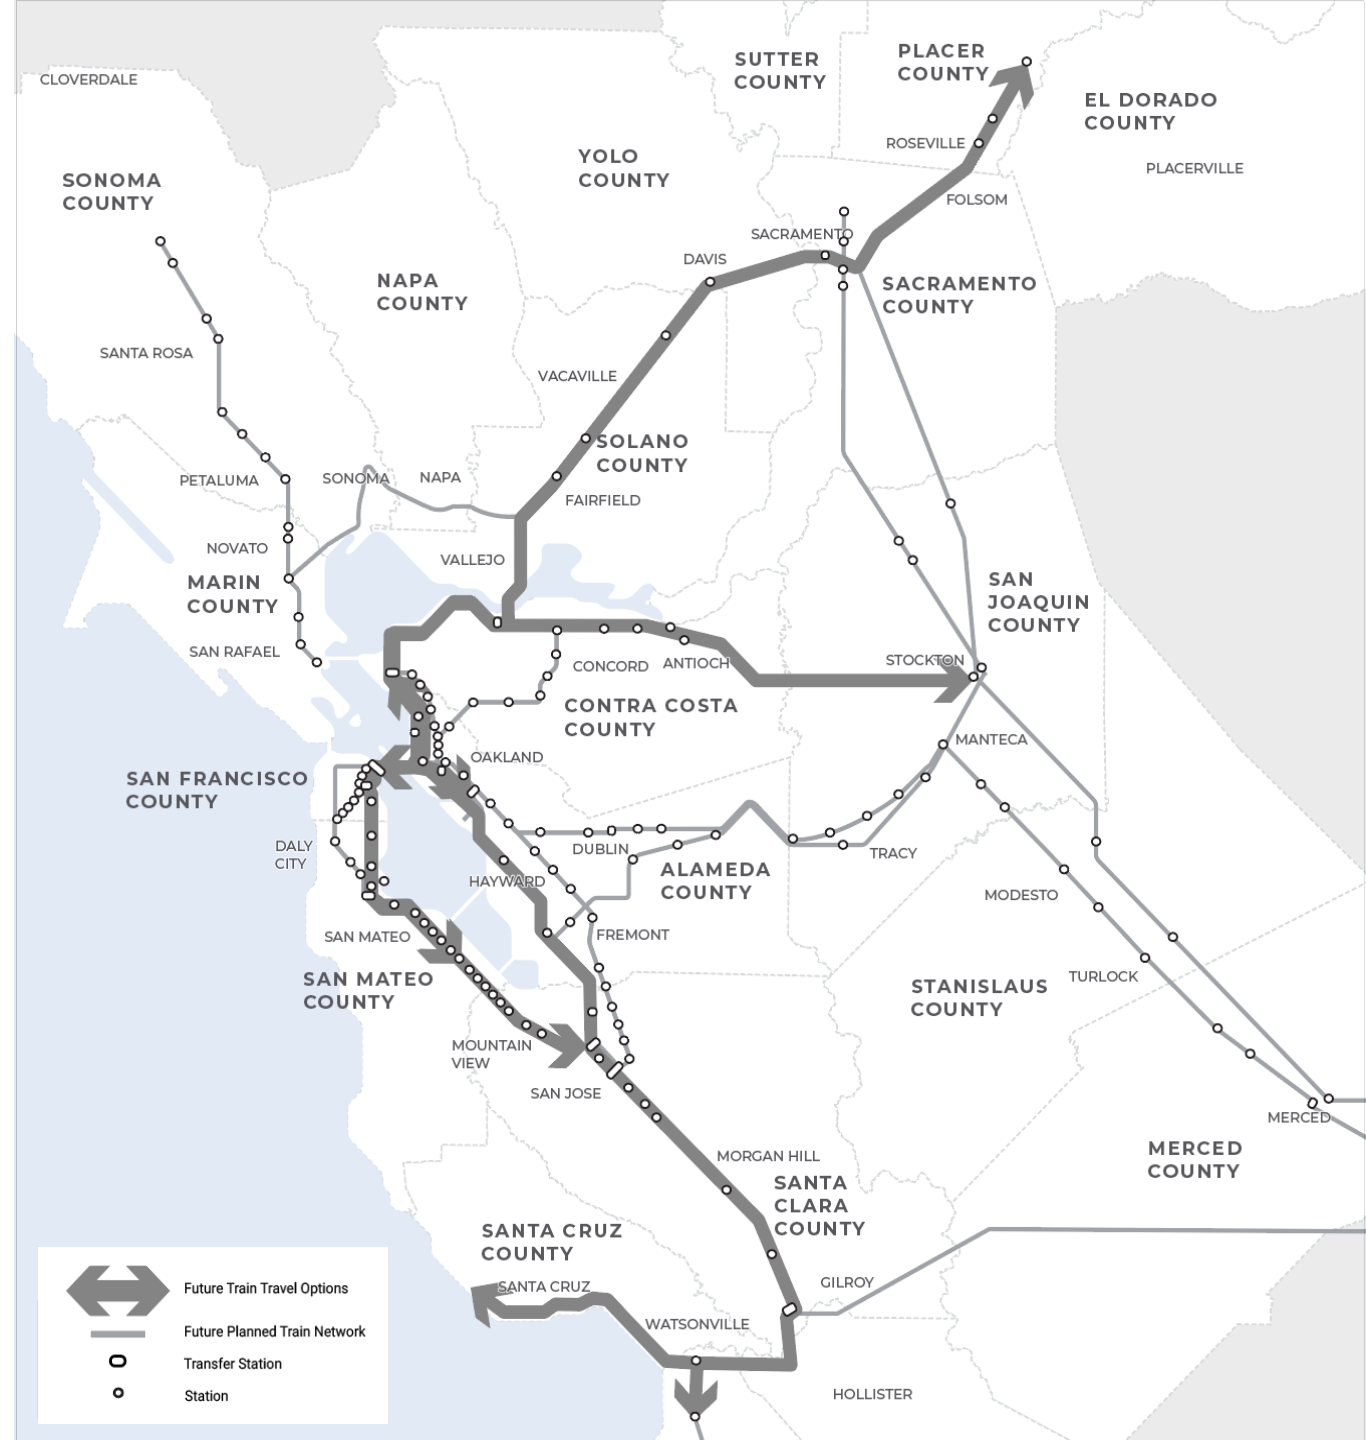 CLOVERDALE
SUTTER
COUNTY
PLACER
COUNTY
EL DORADO
COUNTY
ROSEVILLE
PLACERVILLE
YOLO
COUNTY
SONOMA
COUNTY
FOLSOM
SACRAMENTO
DAVIS
NAPA
COUNTY
SACRAMENTO
COUNTY
SANTA ROSA
VACAVILLE
SOLANO
COUNTY
PETALUMA
SONOMA
NAPA
FAIRFIELD
NOVATO
VALLEJO
MARIN
COUNTY
SAN
JOAQUIN
COUNTY
SAN RAFAEL
CONCORD
ANTIOCH
STOCKTON
CONTRA COSTA
COUNTY
MANTECA
OAKLAND
SAN FRANCISCO
COUNTY
DALY
CITY
DUBLIN
TRACY
HAYWARD
ALAMEDA
COUNTY
MODESTO
SAN MATEO
FREMONT
SAN MATEO
COUNTY
TURLOCK
STANISLAUS
COUNTY
MOUNTAIN
VIEW
SAN JOSE
MERCED
MERCED
COUNTY
MORGAN HILL
SANTA
CLARA
COUNTY
SANTA CRUZ
COUNTY
SANTA CRUZ
GILROY
WATSONVILLE
HOLLISTER
Future Train Travel Options
Future Planned Train Network
Transfer Station
Station